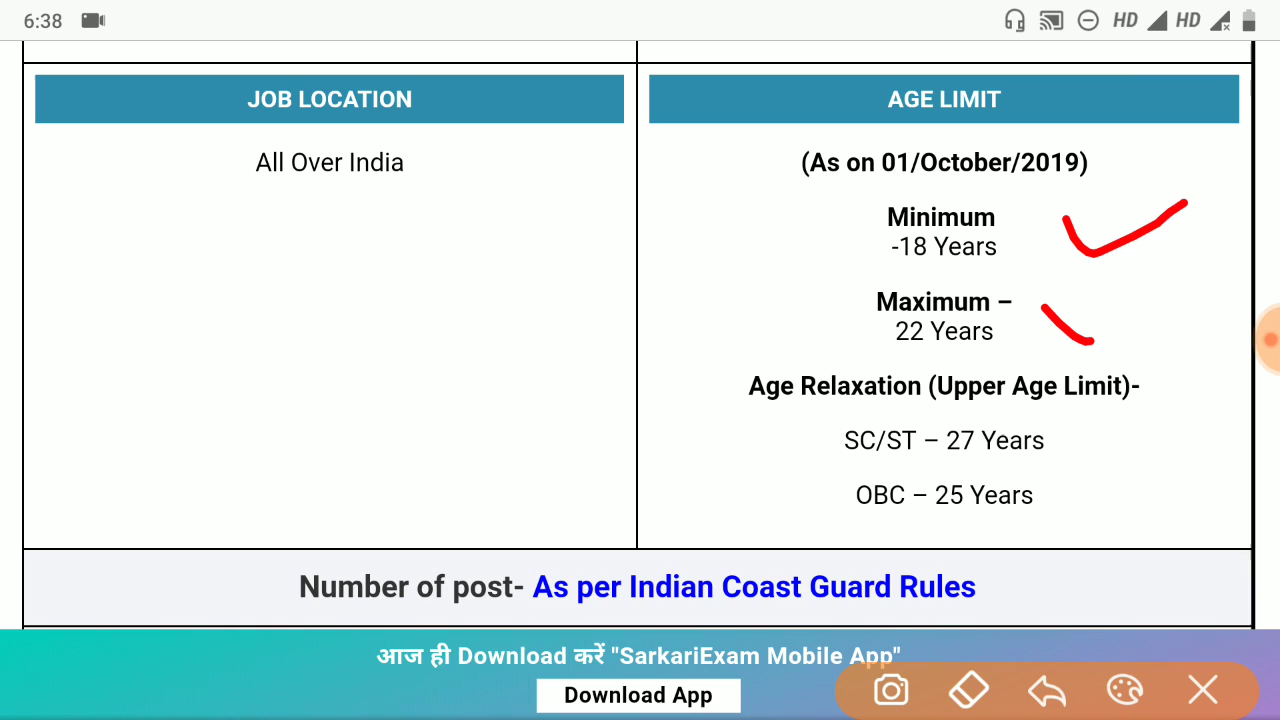 6:38
HD HD
JOB LOCATION
All Over India
AGE LIMIT
(As on 01/October/2019)
Minimum
-18 Years
Maximum –
22 Years
Age Relaxation (Upper Age Limit)-
SC/ST – 27 Years
OBC – 25 Years
Number of post- As per Indian Coast Guard Rules
आज ही Download करें "SarkariExam Mobile App"
Download App